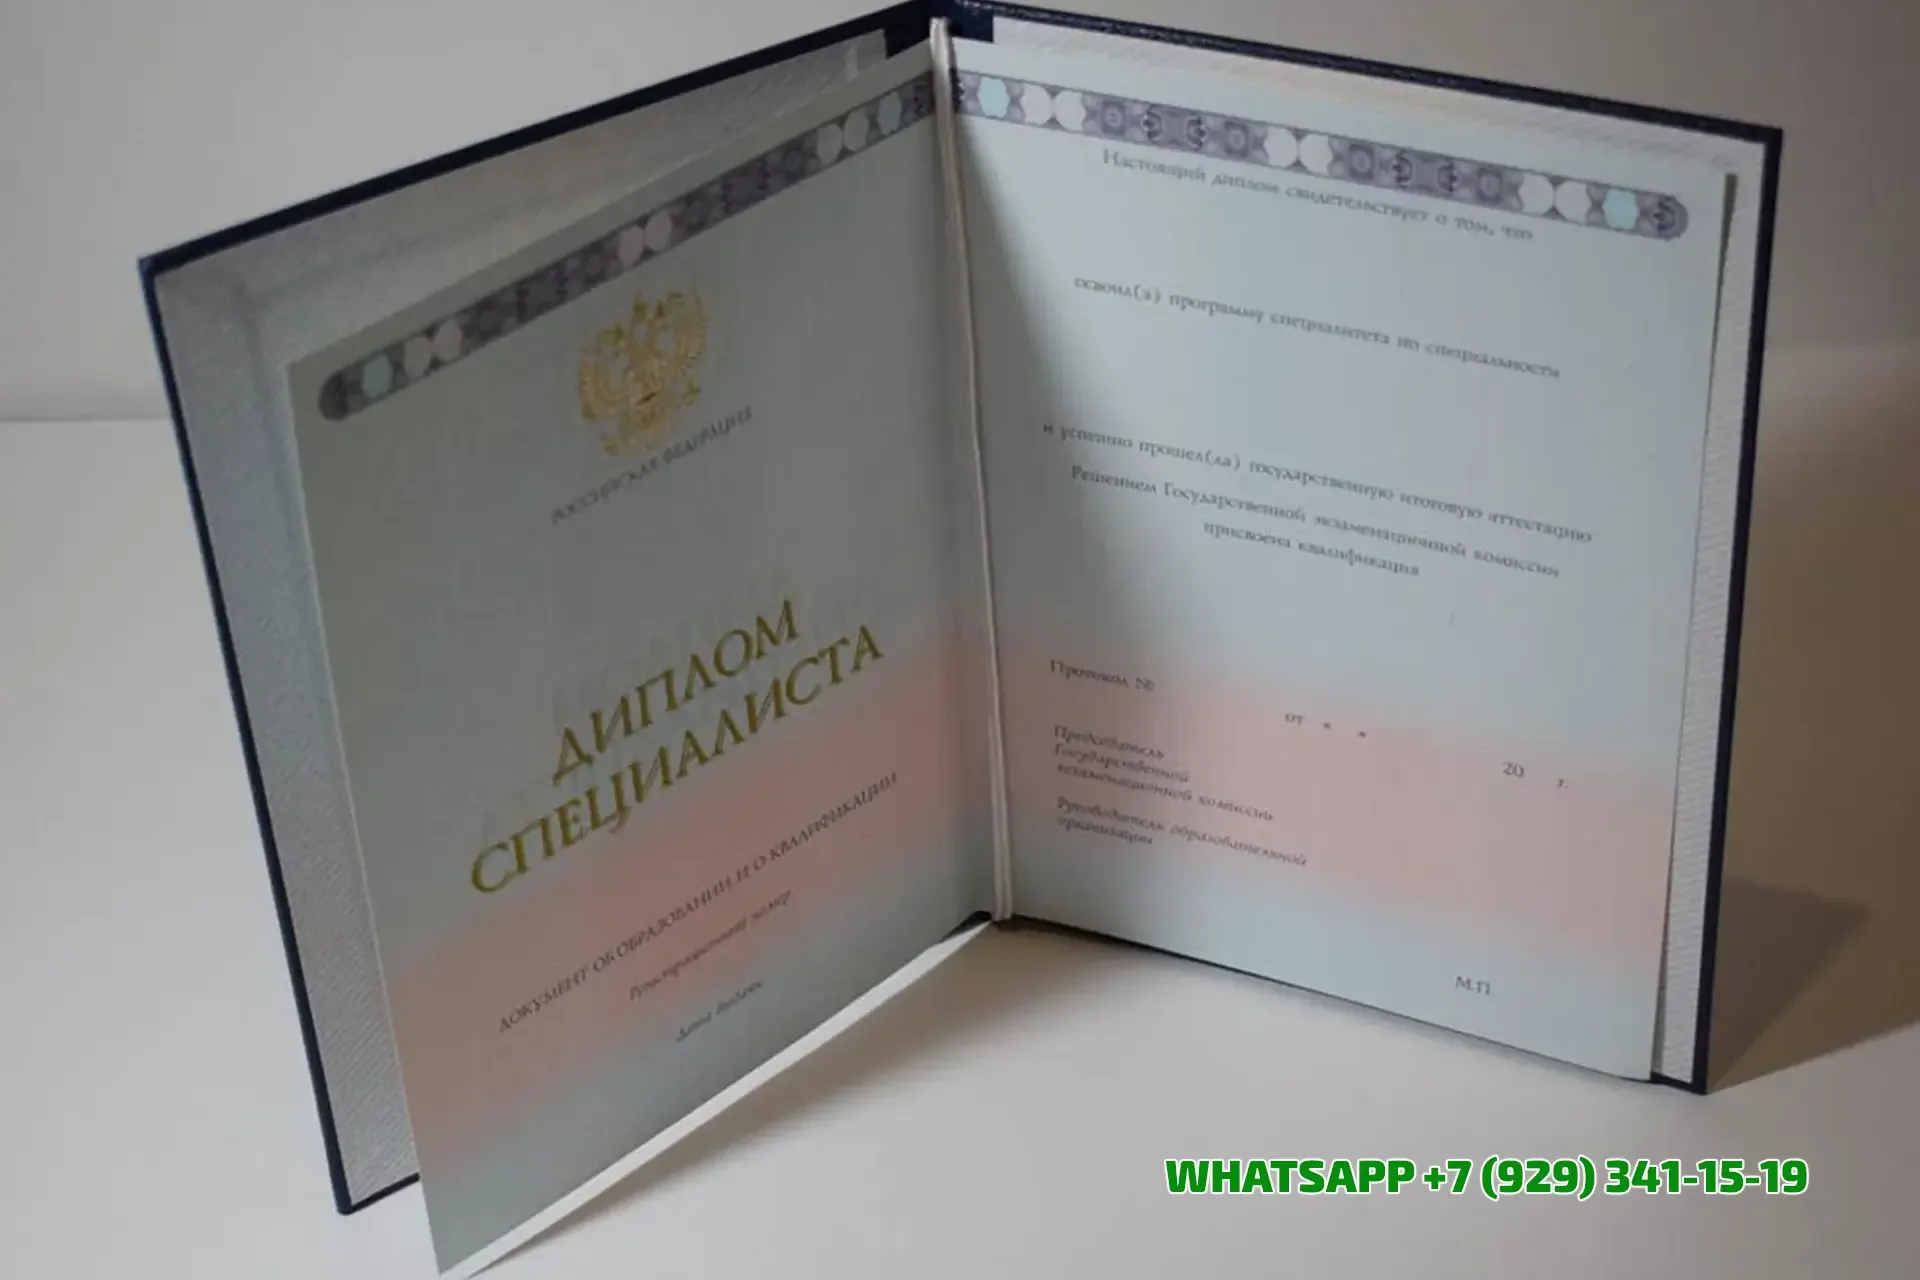 РОССИЙСКАЯ ФЕДЕРАЦИЯ
ДИПЛОМ
СПЕЦИАЛИСТА
ДОКУМЕНТ ОБ ОБРАЗОВАНИИ И О КВАЛИФИКАЦИИ
Регистрационный номер
Дата выдачи
Настоящий диплом свидетельствует о том, что
освоил(а) программу специалитета по специальности
и успешно прошел(ла) государственную итоговую аттестацию
Решением Государственной экзаменационной комиссии
присвоена квалификация
Протокол №
от « »
20 г.
Председатель
Государственной
экзаменационной комиссии
Руководитель образовательной
организации
М.П.
WHATSAPP +7 (929) 341-15-19